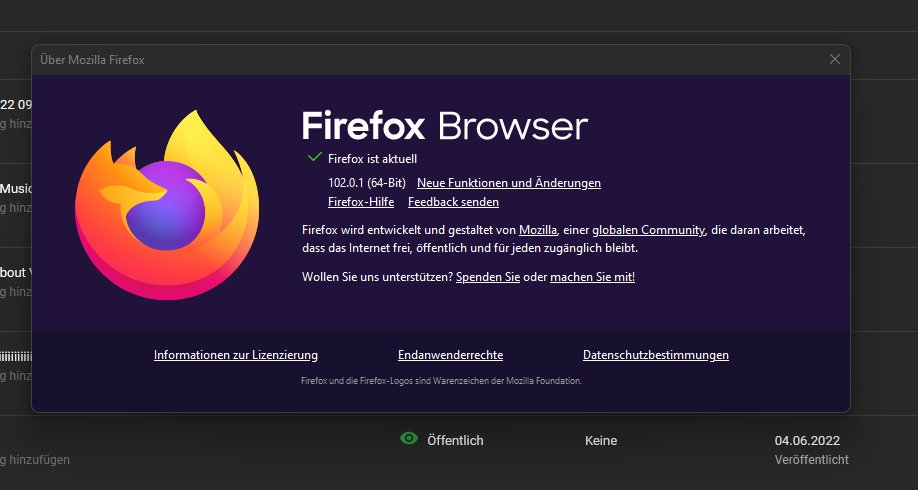 Über Mozilla Firefox
22 09
g hinz
Firefox Browser
Firefox ist aktuell
102.0.1 (64-Bit) Neue Funktionen und Änderungen
Music
Firefox-Hilfe Feedback senden
g hinz
Firefox wird entwickelt und gestaltet von Mozilla, einer globalen Community, die daran arbeitet,
dass das Internet frei, öffentlich und für jeden zugänglich bleibt.
bout
Wollen Sie uns unterstützen? Spenden Sie oder machen Sie mit!
g hinz
Informationen zur Lizenzierung Endanwenderrechte Datenschutzbestimmungen
g hinz
Firefox und die Firefox-Logos sind Warenzeichen der Mozilla Foundation.
Öffentlich Keine 04.06.2022
g hinzufügen Veröffentlicht